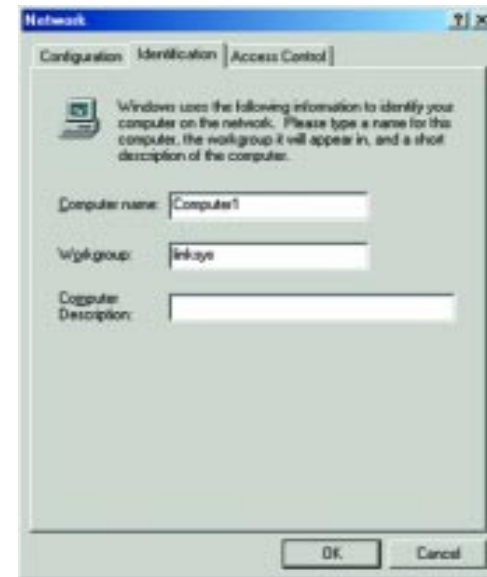 Network
Configuration Identification Access Control
Windows uses the following information to identify your
computer on the network. Please type a name for this
computer, the workgroup it will appear in, and a short
description of the computer.
Computer name: Computer1
Workgroup: linksys
Computer
Description:
OK Cancel